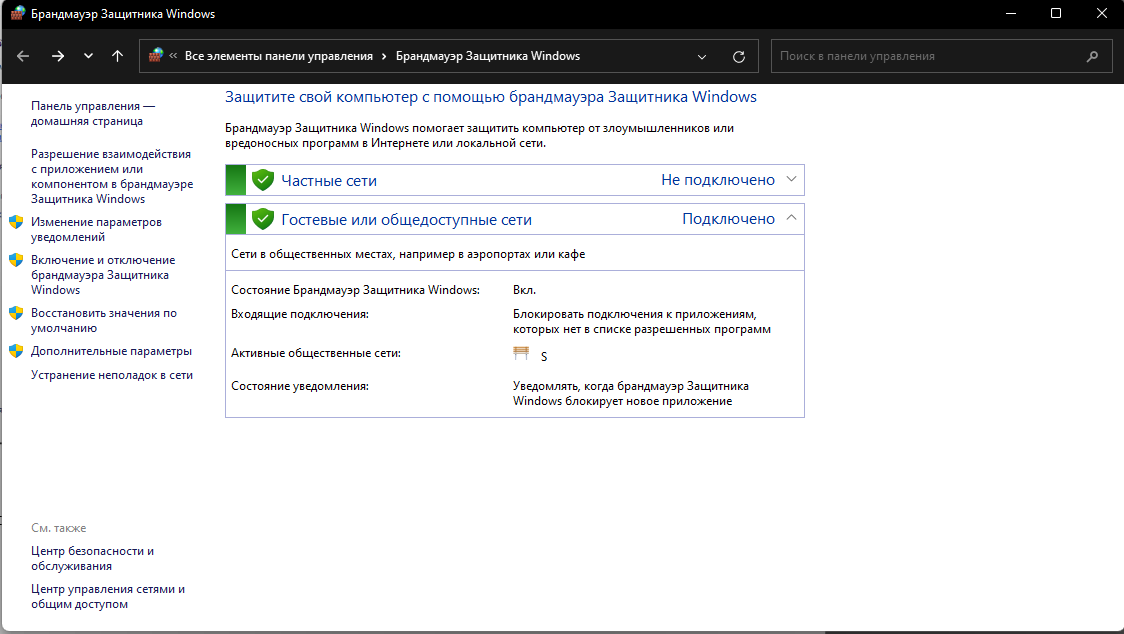 Брандмауэр Защитника Windows
« Все элементы панели управления › Брандмауэр Защитника Windows
Поиск в панели управления
Панель управления —
домашняя страница
Разрешение взаимодействия
с приложением или
компонентом в брандмауэре
Защитника Windows
Изменение параметров
уведомлений
Включение и отключение
брандмауэра Защитника
Windows
Восстановить значения по
умолчанию
Дополнительные параметры
Устранение неполадок в сети
См. также
Центр безопасности и
обслуживания
Центр управления сетями и
общим доступом
Защитите свой компьютер с помощью брандмауэра Защитника Windows
Брандмауэр Защитника Windows помогает защитить компьютер от злоумышленников или
вредоносных программ в Интернете или локальной сети.
Частные сети Не подключено
Гостевые или общедоступные сети Подключено
Сети в общественных местах, например в аэропортах или кафе
Состояние Брандмауэр Защитника Windows: Вкл.
Входящие подключения: Блокировать подключения к приложениям,
которых нет в списке разрешенных программ
Активные общественные сети: S
Состояние уведомления: Уведомлять, когда брандмауэр Защитника
Windows блокирует новое приложение